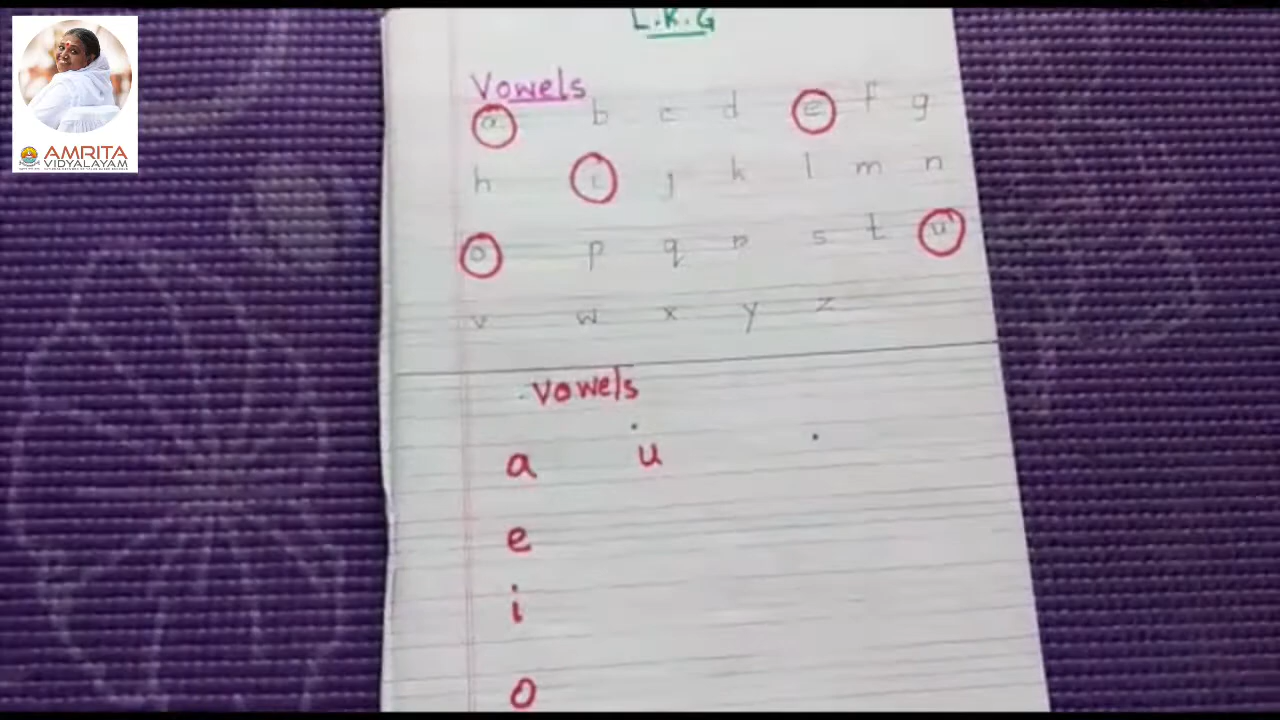 L.K.G
Vowels
a b c d e f g
h i j k l m n
o p q r s t u
v w x y z
Vowels
a u
e
i
o
AMRITA
VIDYALAYAM